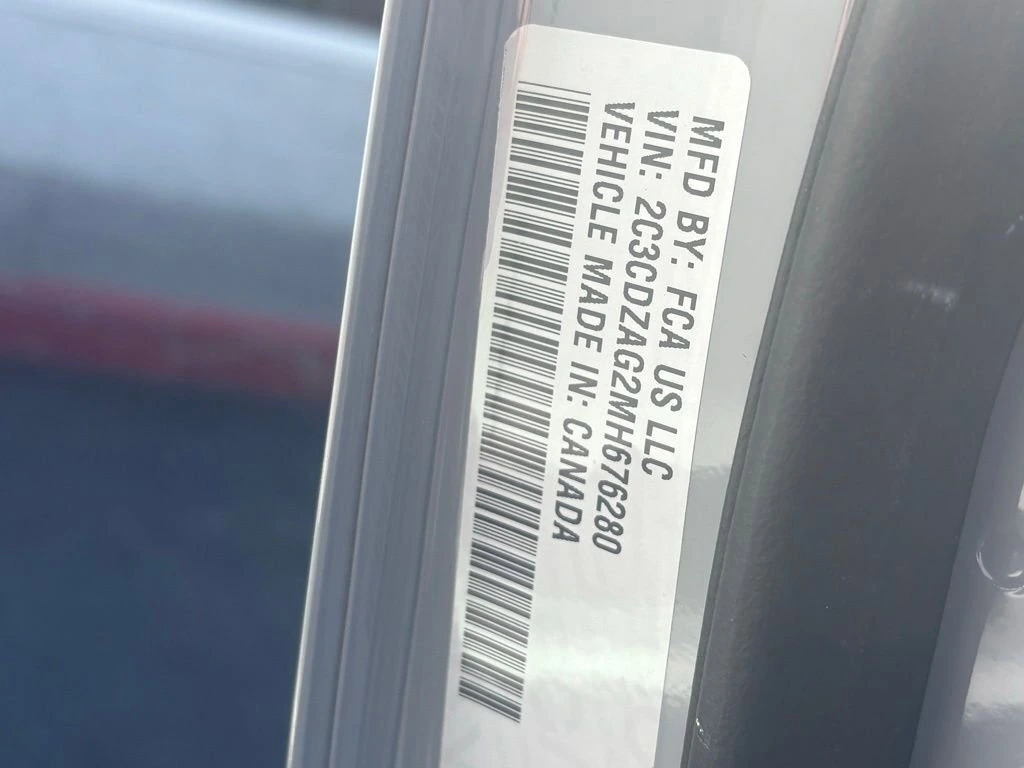 MFD BY: FCA US LLC
VIN: 2C3CDZAG2MH676280
VEHICLE MADE IN: CANADA